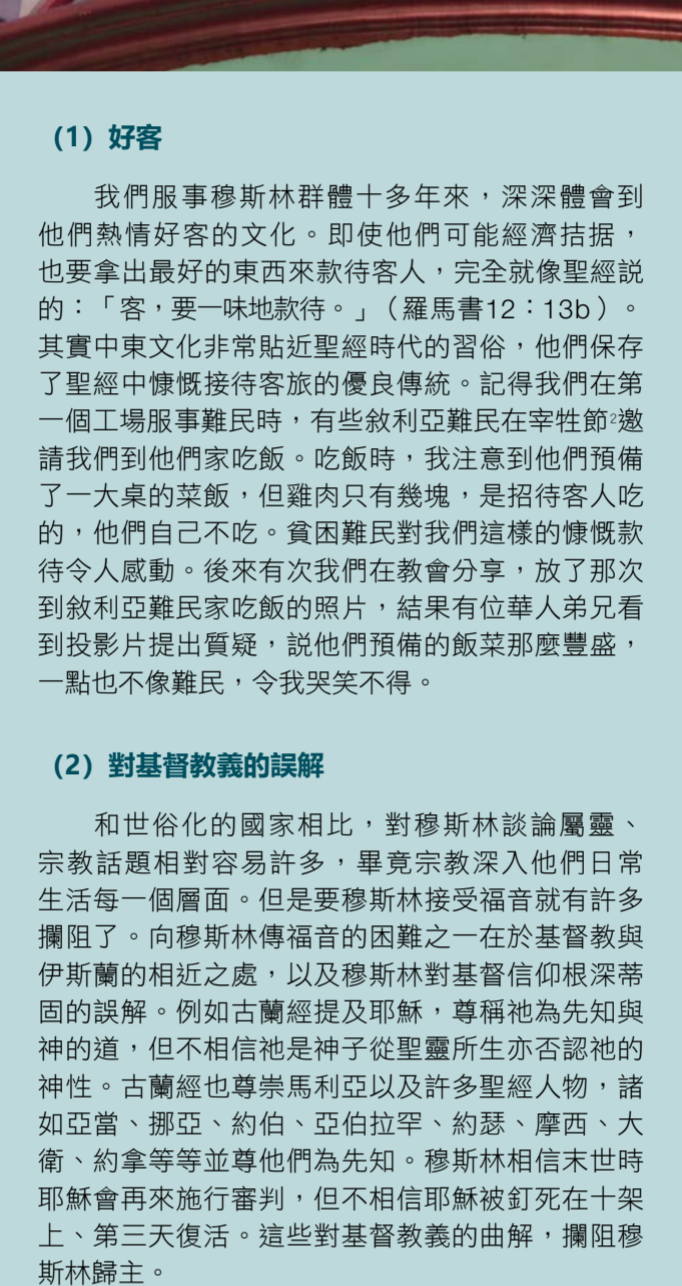 （1）好客
我們服事穆斯林群體十多年來，深深體會到
他們熱情好客的文化。即使他們可能經濟拮据，
也要拿出最好的東西來款待客人，完全就像聖經說
的：「客，要一味地款待。」（羅馬書12：13b）。
其實中東文化非常貼近聖經時代的習俗，他們保存
了聖經中慷慨接待客旅的優良傳統。記得我們在第
一個工場服事難民時，有些敘利亞難民在宰牲節²邀
請我們到他們家吃飯。吃飯時，我注意到他們預備
了一大桌的菜飯，但雞肉只有幾塊，是招待客人吃
的，他們自己不吃。貧困難民對我們這樣的慷慨款
待令人感動。後來有次我們在教會分享，放了那次
到敘利亞難民家吃飯的照片，結果有位華人弟兄看
到投影片提出質疑，說他們預備的飯菜那麼豐盛，
一點也不像難民，令我哭笑不得。
（2）對基督教義的誤解
和世俗化的國家相比，對穆斯林談論屬靈、
宗教話題相對容易許多，畢竟宗教深入他們日常
生活每一個層面。但是要穆斯林接受福音就有許多
攔阻了。向穆斯林傳福音的困難之一在於基督教與
伊斯蘭的相近之處，以及穆斯林對基督信仰根深蒂
固的誤解。例如古蘭經提及耶穌，尊稱祂為先知與
神的道，但不相信祂是神子從聖靈所生亦否認祂的
神性。古蘭經也尊崇馬利亞以及許多聖經人物，諸
如亞當、挪亞、約伯、亞伯拉罕、約瑟、摩西、大
衛、約拿等等並尊他們為先知。穆斯林相信末世時
耶穌會再來施行審判，但不相信耶穌被釘死在十架
上、第三天復活。這些對基督教義的曲解，攔阻穆
斯林歸主。